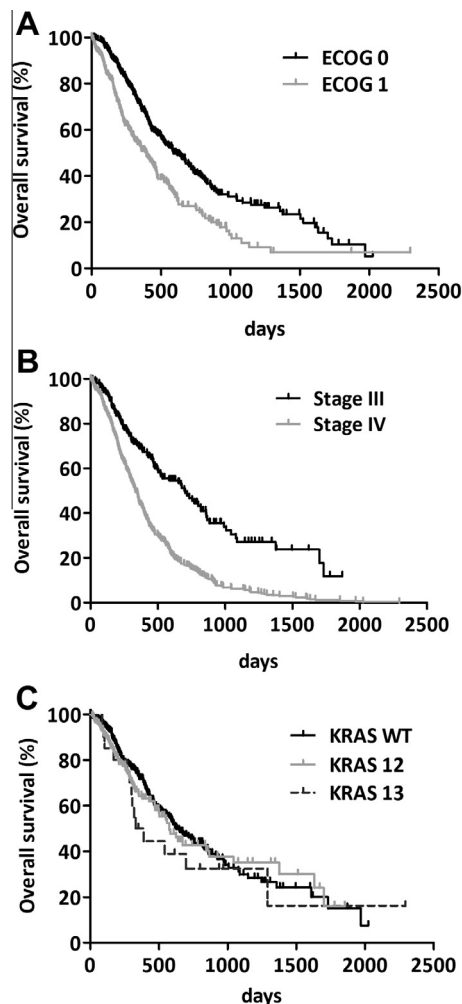 A
Overall survival (%)
100
80
60
40
20
0
ECOG 0
ECOG 1
0 500 1000 1500 2000 2500
days
B
Overall survival (%)
100
80
60
40
20
0
Stage III
Stage IV
0 500 1000 1500 2000 2500
days
C
Overall survival (%)
100
80
60
40
20
0
KRAS WT
KRAS 12
KRAS 13
0 500 1000 1500 2000 2500
days